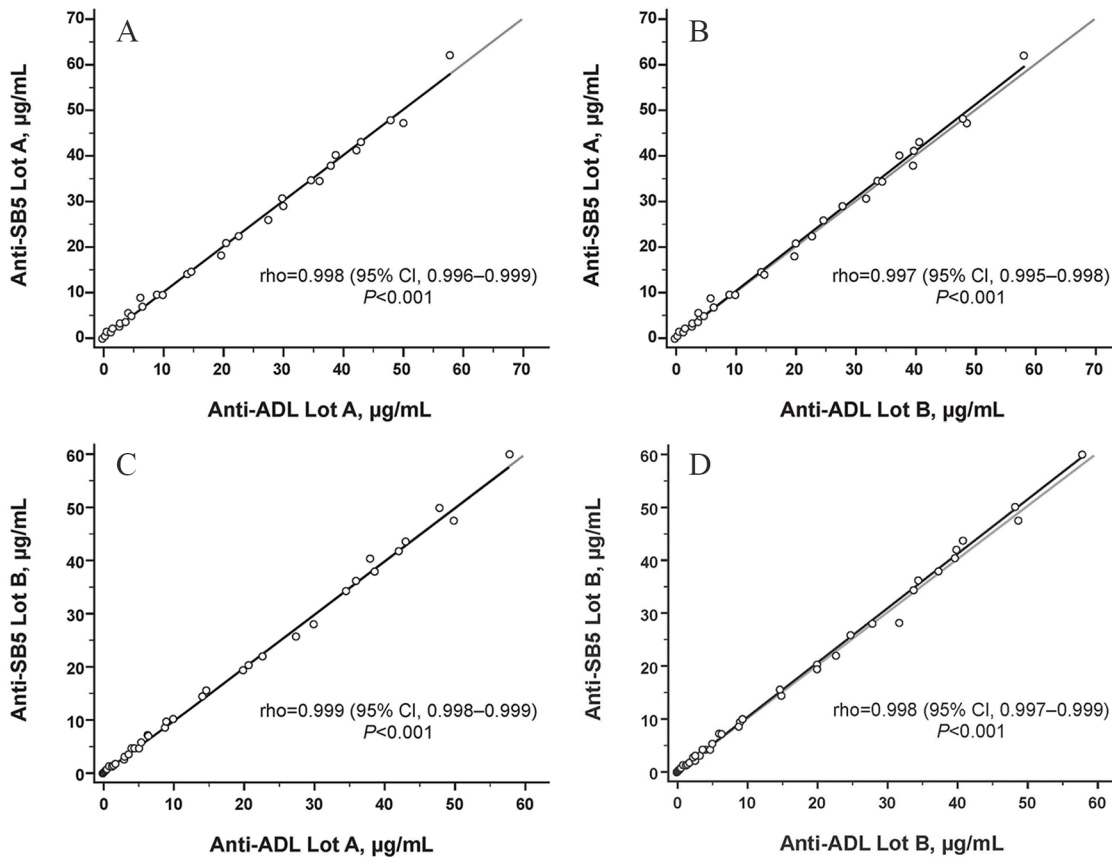 A
70
60
50
40
30
20
10
0
Anti-SB5 Lot A, µg/mL
rho=0.998 (95% CI, 0.996–0.999)
P<0.001
0 10 20 30 40 50 60 70
Anti-ADL Lot A, µg/mL
B
70
60
50
40
30
20
10
0
Anti-SB5 Lot A, µg/mL
rho=0.997 (95% CI, 0.995–0.998)
P<0.001
0 10 20 30 40 50 60 70
Anti-ADL Lot B, µg/mL
C
60
50
40
30
20
10
0
Anti-SB5 Lot B, µg/mL
rho=0.999 (95% CI, 0.998–0.999)
P<0.001
0 10 20 30 40 50 60
Anti-ADL Lot A, µg/mL
D
60
50
40
30
20
10
0
Anti-SB5 Lot B, µg/mL
rho=0.998 (95% CI, 0.997–0.999)
P<0.001
0 10 20 30 40 50 60
Anti-ADL Lot B, µg/mL